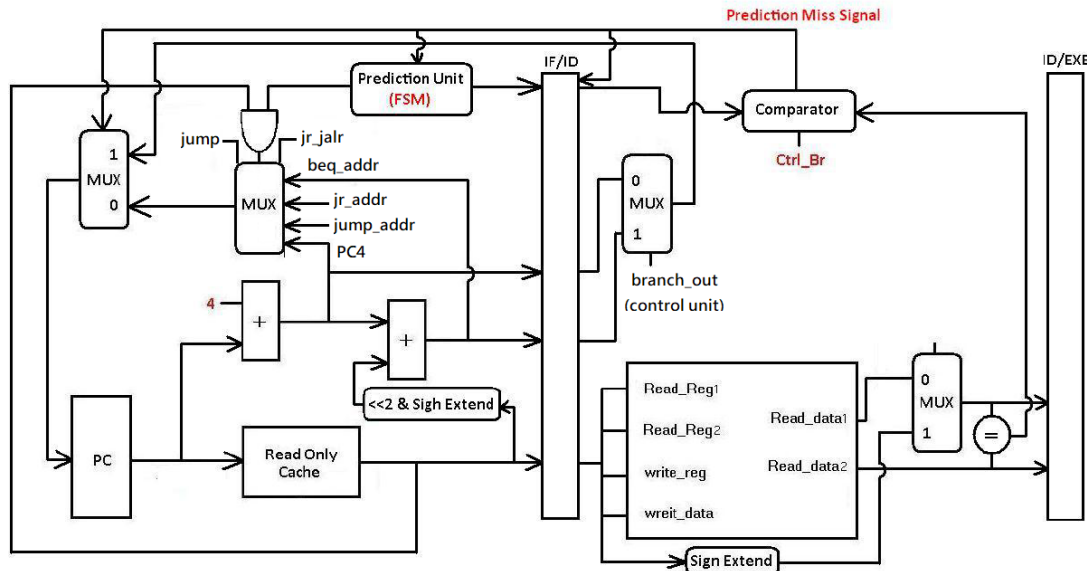 Prediction Miss Signal
IF/ID
ID/EXE
Prediction Unit
(FSM)
Comparator
Ctrl_Br
jump
jr_jalr
1
MUX
0
beq_addr
MUX
jr_addr
jump_addr
PC4
0
MUX
1
branch_out
(control unit)
4
+
+
<<2 & Sigh Extend
PC
Read Only
Cache
Read_Reg1
Read_Reg2
write_reg
wreit_data
Read_data1
Read_data2
0
MUX
1
=
Sign Extend